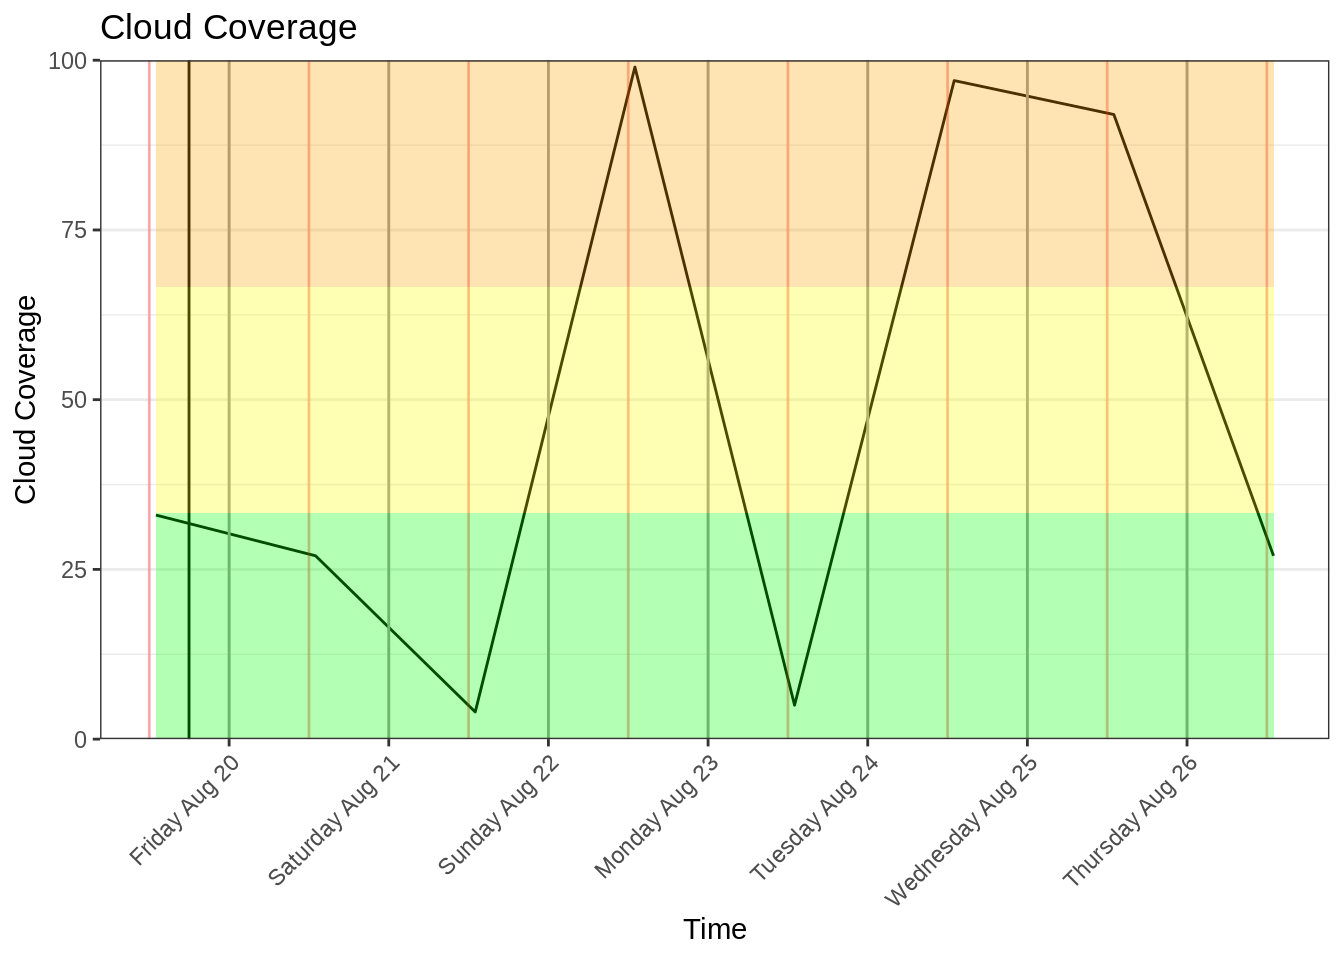 Cloud Coverage
Cloud Coverage
100
75
50
25
0
Friday Aug 20
Saturday Aug 21
Sunday Aug 22
Monday Aug 23
Tuesday Aug 24
Wednesday Aug 25
Thursday Aug 26
Time